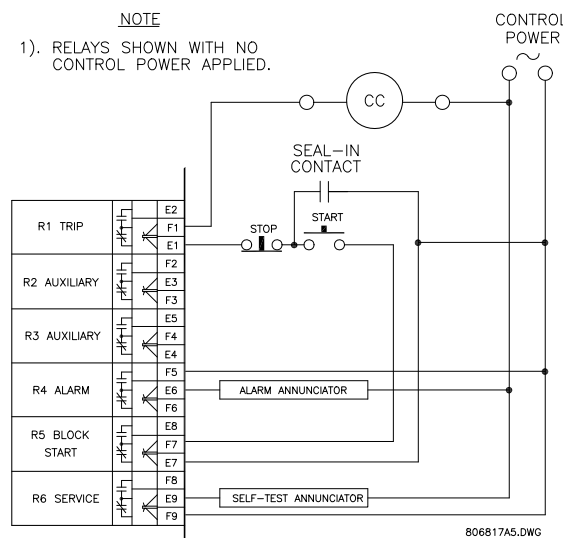 NOTE
1). RELAYS SHOWN WITH NO
CONTROL POWER APPLIED.
CONTROL
POWER
CC
SEAL-IN
CONTACT
STOP
START
R1 TRIP
E2
F1
E1
R2 AUXILIARY
F2
E3
F3
R3 AUXILIARY
E5
F4
E4
R4 ALARM
F5
E6
F6
ALARM ANNUNCIATOR
R5 BLOCK
START
E8
F7
E7
R6 SERVICE
F8
E9
F9
SELF-TEST ANNUNCIATOR
806817A5.DWG